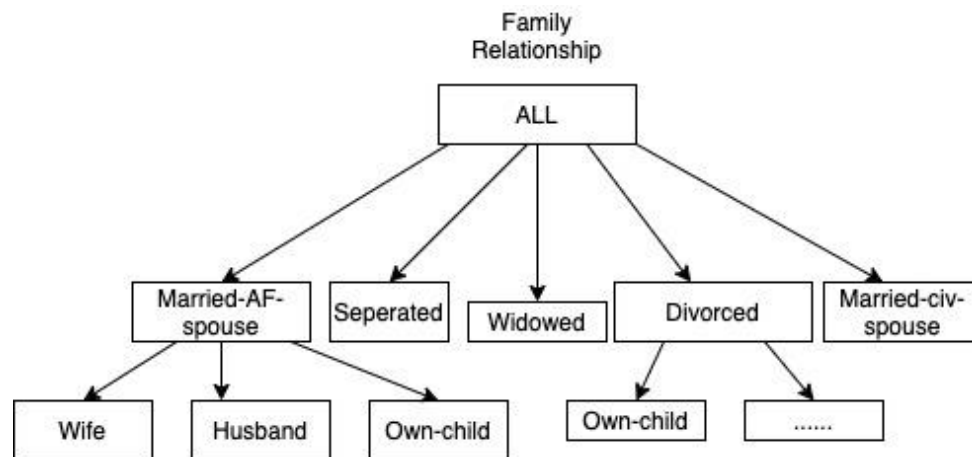 Family
Relationship
ALL
Married-AF-
spouse
Seperated
Widowed
Divorced
Married-civ-
spouse
Wife
Husband
Own-child
Own-child
......